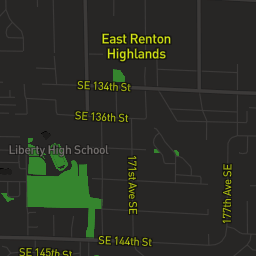 East Renton
Highlands
SE 134th St
SE 136th St
Liberty High School
171st Ave SE
177th Ave SE
SE 144th St
SE 145th St